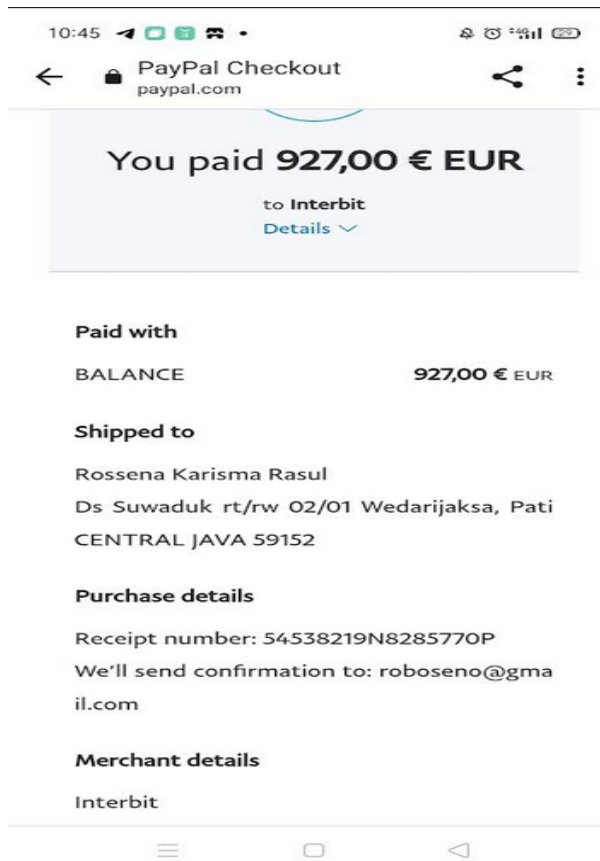 10:45
PayPal Checkout
paypal.com
You paid 927,00 € EUR
to Interbit
Details
Paid with
BALANCE 927,00 € EUR
Shipped to
Rossena Karisma Rasul
Ds Suwaduk rt/rw 02/01 Wedarijaksa, Pati
CENTRAL JAVA 59152
Purchase details
Receipt number: 54538219N8285770P
We'll send confirmation to: roboseno@gma
il.com
Merchant details
Interbit